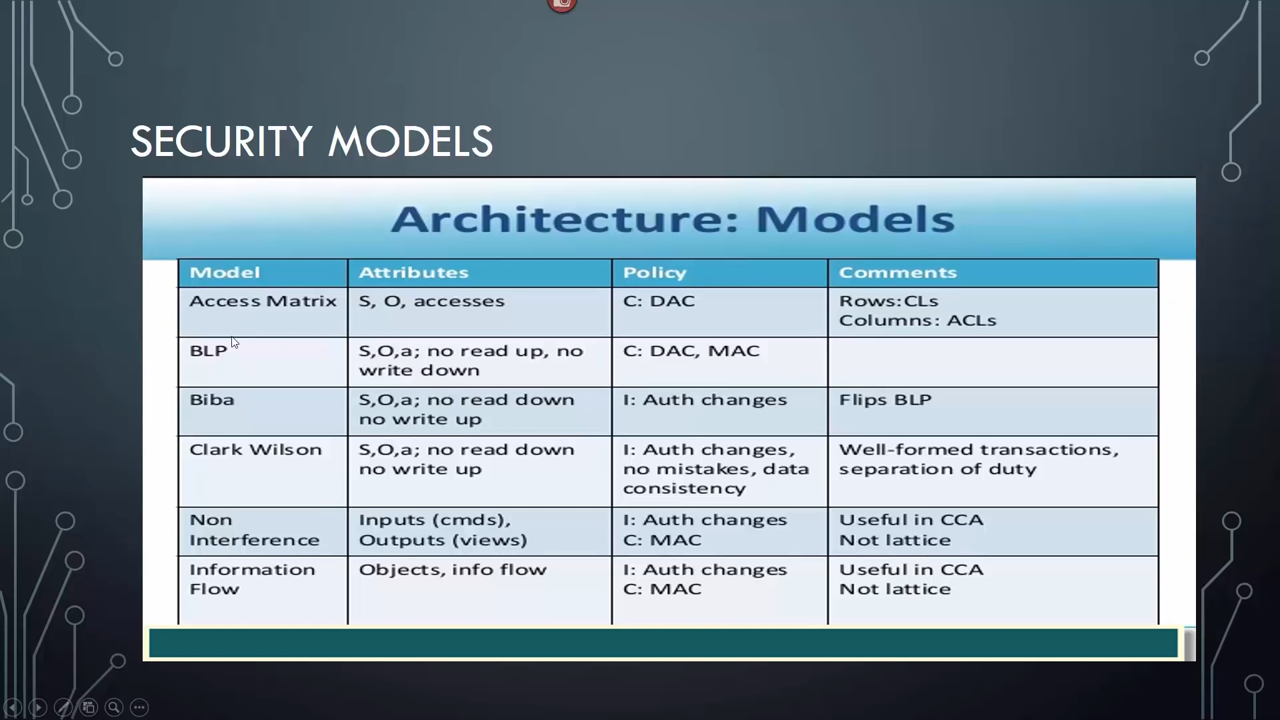 SECURITY MODELS
Architecture: Models
Model Attributes Policy Comments
Access Matrix S, O, accesses C: DAC Rows:CLs
Columns: ACLs
BLP S,O,a; no read up, no C: DAC, MAC
write down
Biba S,O,a; no read down I: Auth changes Flips BLP
no write up
Clark Wilson S,O,a; no read down I: Auth changes, Well-formed transactions,
no write up no mistakes, data separation of duty
consistency
Non Inputs (cmds), I: Auth changes Useful in CCA
Interference Outputs (views) C: MAC Not lattice
Information Objects, info flow I: Auth changes Useful in CCA
Flow C: MAC Not lattice